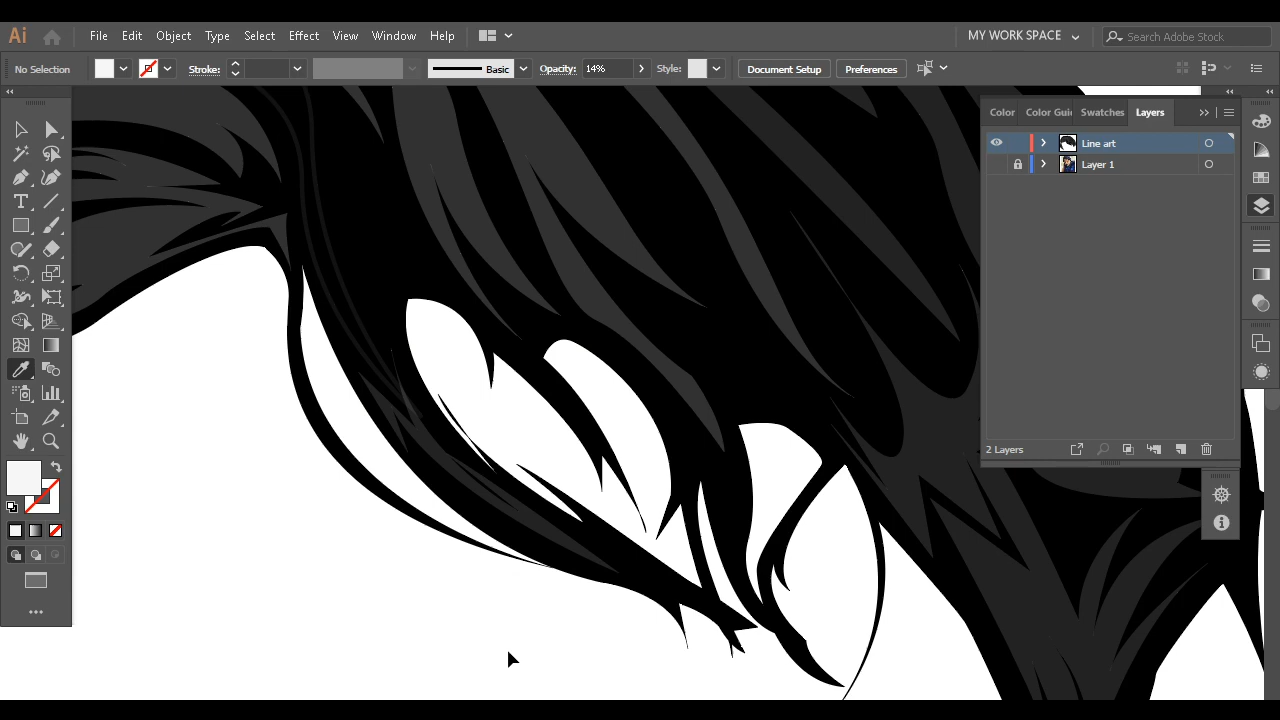 Ai File Edit Object Type Select Effect View Window Help MY WORK SPACE Search Adobe Stock
No Selection Stroke: Basic Opacity: 14% Style: Document Setup Preferences
Color Color Guid Swatches Layers
Line art
Layer 1
2 Layers